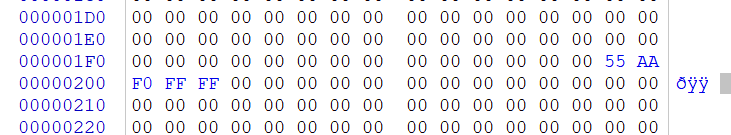 000001D0 00 00 00 00 00 00 00 00 00 00 00 00 00 00 00 00
000001E0 00 00 00 00 00 00 00 00 00 00 00 00 00 00 00 00
000001F0 00 00 00 00 00 00 00 00 00 00 00 00 00 00 55 AA
00000200 F0 FF FF 00 00 00 00 00 00 00 00 00 00 00 00 00 ðÿÿ
00000210 00 00 00 00 00 00 00 00 00 00 00 00 00 00 00 00
00000220 00 00 00 00 00 00 00 00 00 00 00 00 00 00 00 00